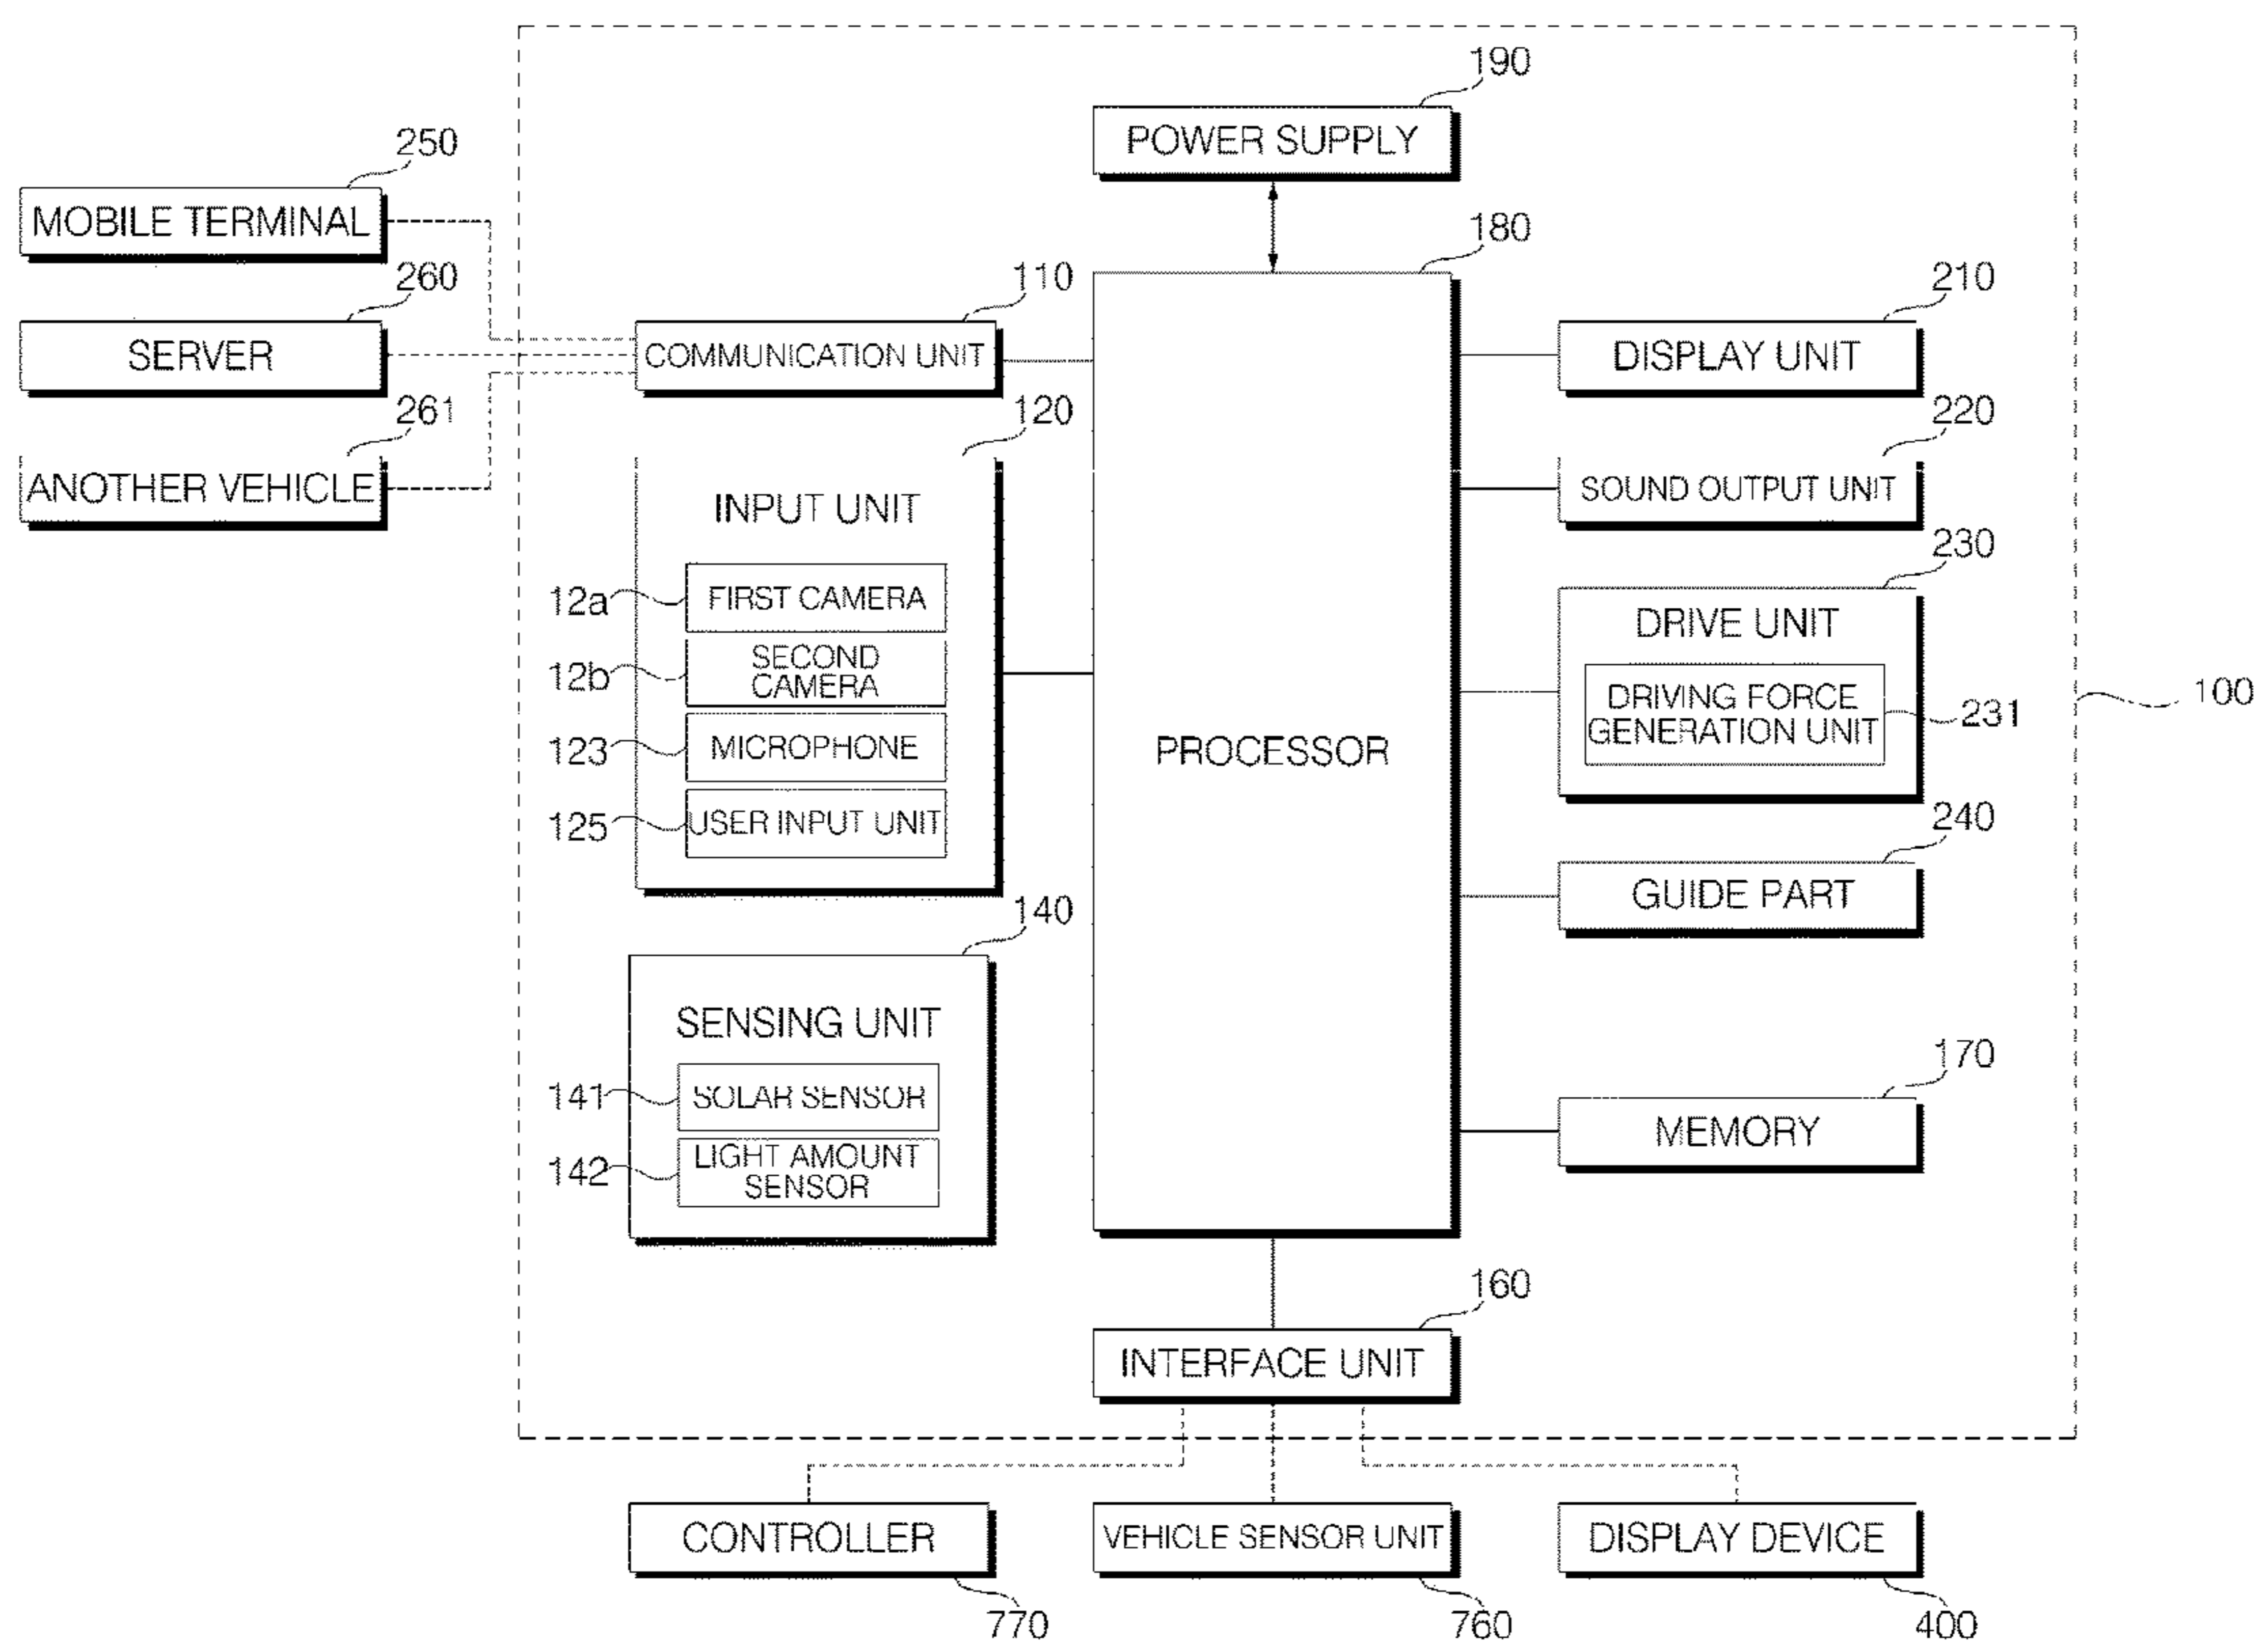 190
POWER SUPPLY
250
MOBILE TERMINAL
180
260
SERVER
110
COMMUNICATION UNIT
210
DISPLAY UNIT
261
ANOTHER VEHICLE
120
INPUT UNIT
220
SOUND OUTPUT UNIT
12a
FIRST CAMERA
12b
SECOND
CAMERA
123
MICROPHONE
125
USER INPUT UNIT
PROCESSOR
230
DRIVE UNIT
DRIVING FORCE
GENERATION UNIT
231
100
240
GUIDE PART
140
SENSING UNIT
141
SOLAR SENSOR
142
LIGHT AMOUNT
SENSOR
170
MEMORY
160
INTERFACE UNIT
CONTROLLER
770
VEHICLE SENSOR UNIT
760
DISPLAY DEVICE
400